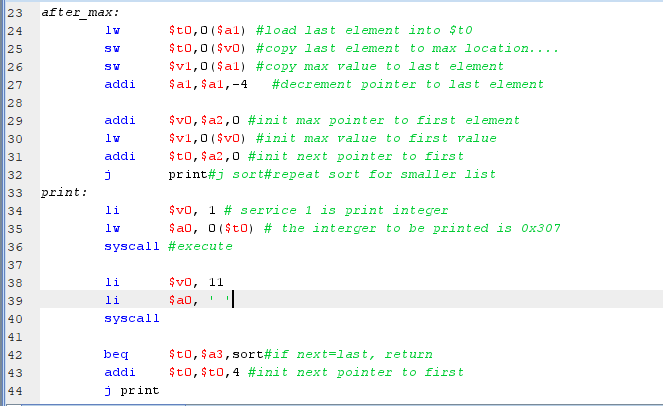 23 after_max:
24 lw $t0,0($a1) #load last element into $t0
25 sw $t0,0($v0) #copy last element to max location....
26 sw $v1,0($a1) #copy max value to last element
27 addi $a1,$a1,-4 #decrement pointer to last element
28
29 addi $v0,$a2,0 #init max pointer to first element
30 lw $v1,0($v0) #init max value to first value
31 addi $t0,$a2,0 #init next pointer to first
32 j print#j sort#repeat sort for smaller list
33 print:
34 li $v0, 1 # service 1 is print integer
35 lw $a0, 0($t0) # the interger to be printed is 0x307
36 syscall #execute
37
38 li $v0, 11
39 li $a0, ' '
40 syscall
41
42 beq $t0,$a3,sort#if next=last, return
43 addi $t0,$t0,4 #init next pointer to first
44 j print